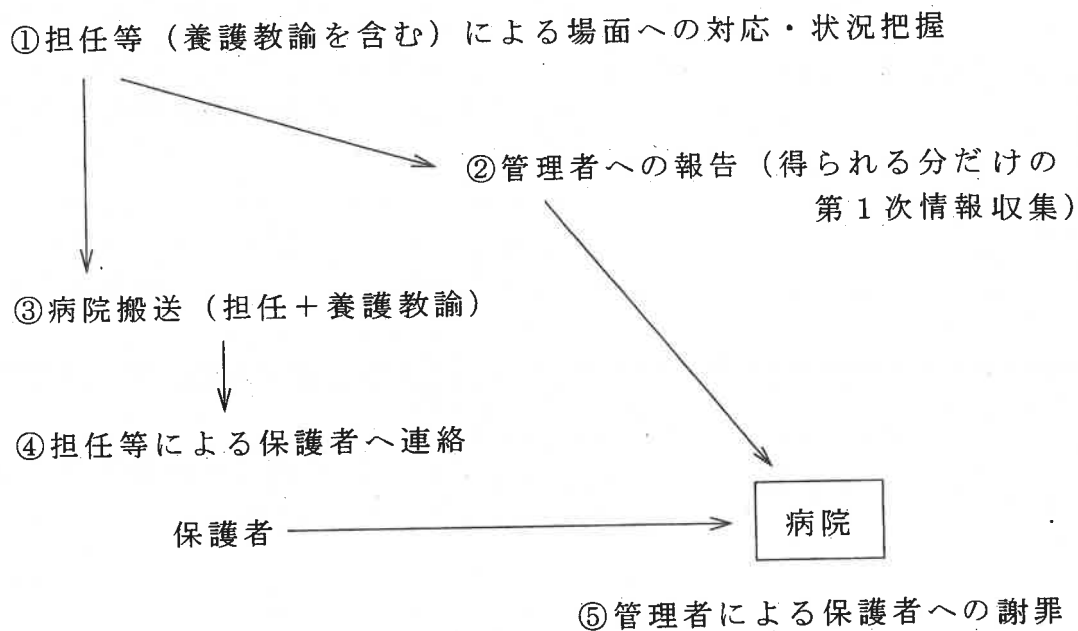 ①担任等（養護教諭を含む）による場面への対応・状況把握
②管理者への報告（得られる分だけの
第1次情報収集）
③病院搬送（担任＋養護教諭）
④担任等による保護者へ連絡
保護者
病院
⑤管理者による保護者への謝罪